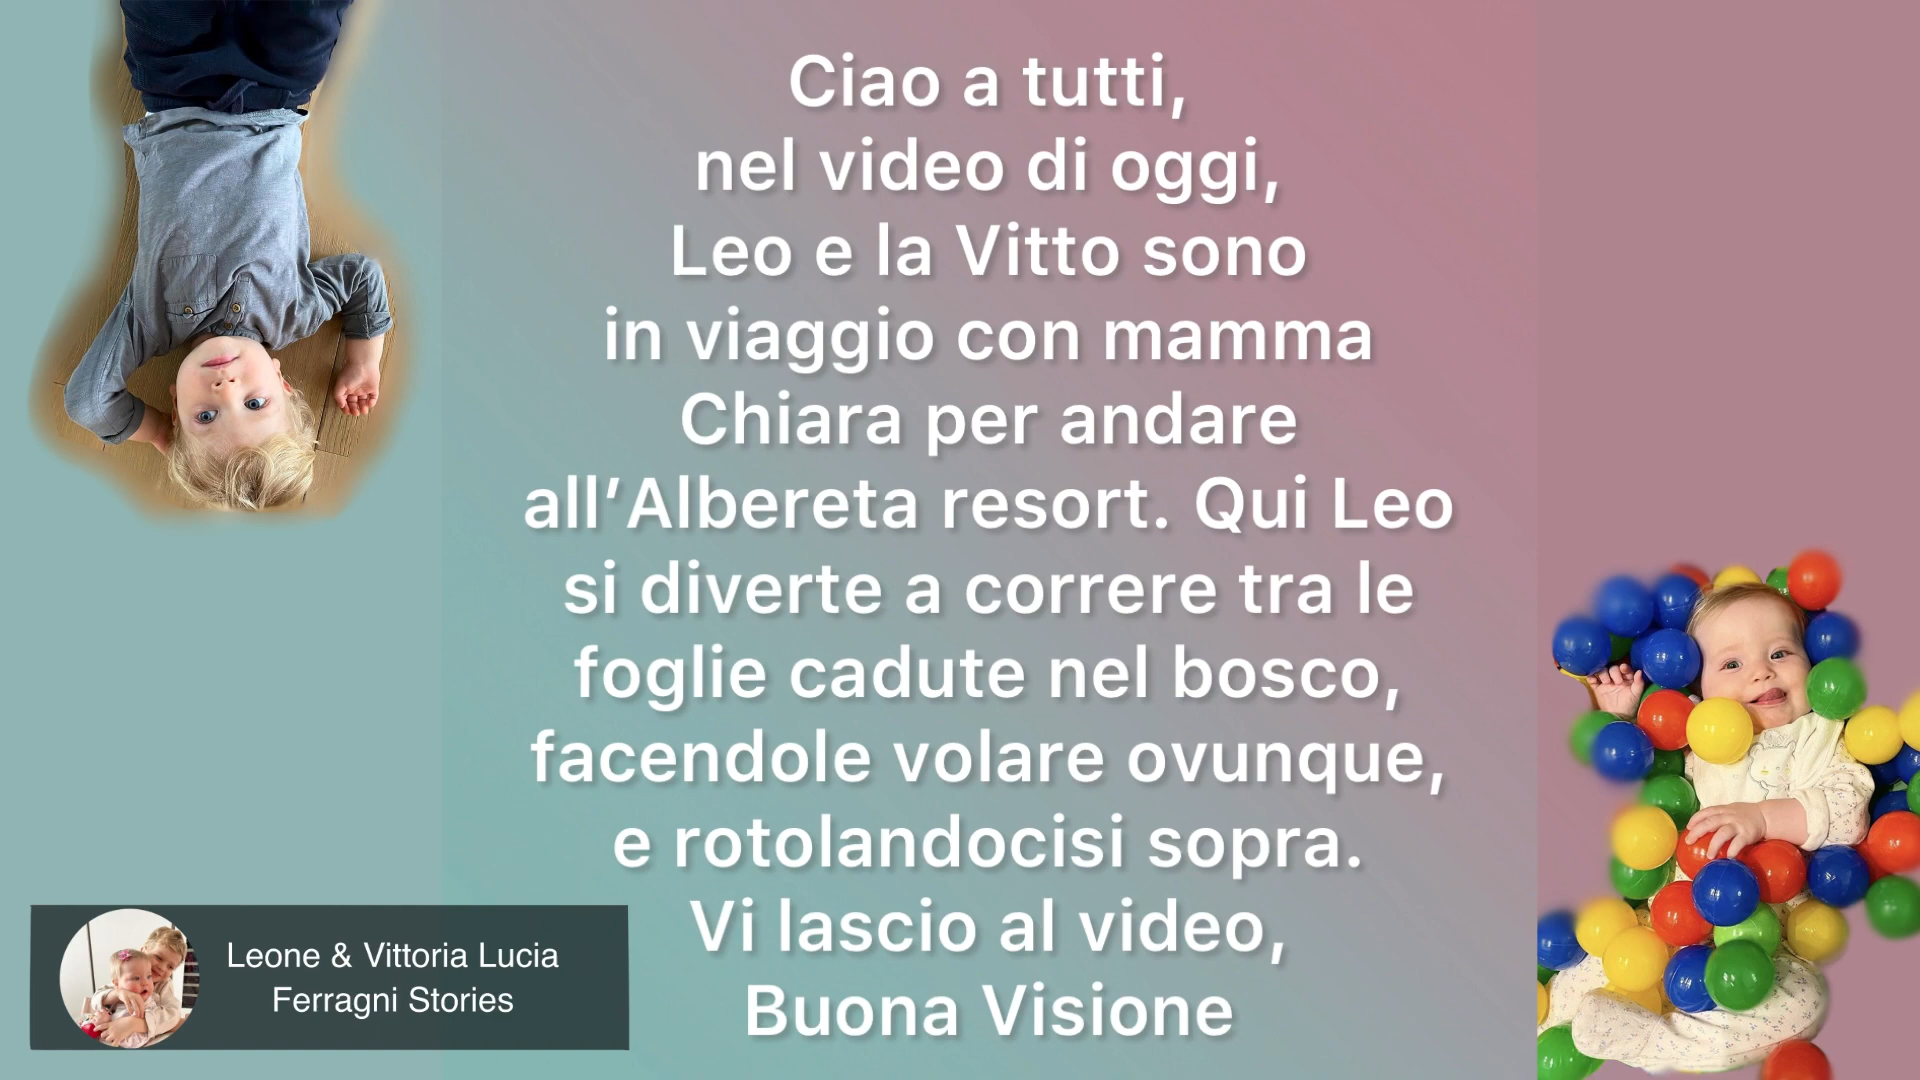 Ciao a tutti,
nel video di oggi,
Leo e la Vitto sono
in viaggio con mamma
Chiara per andare
all’Albereta resort. Qui Leo
si diverte a correre tra le
foglie cadute nel bosco,
facendole volare ovunque,
e rotolandocisi sopra.
Vi lascio al video,
Buona Visione
Leone & Vittoria Lucia
Ferragni Stories